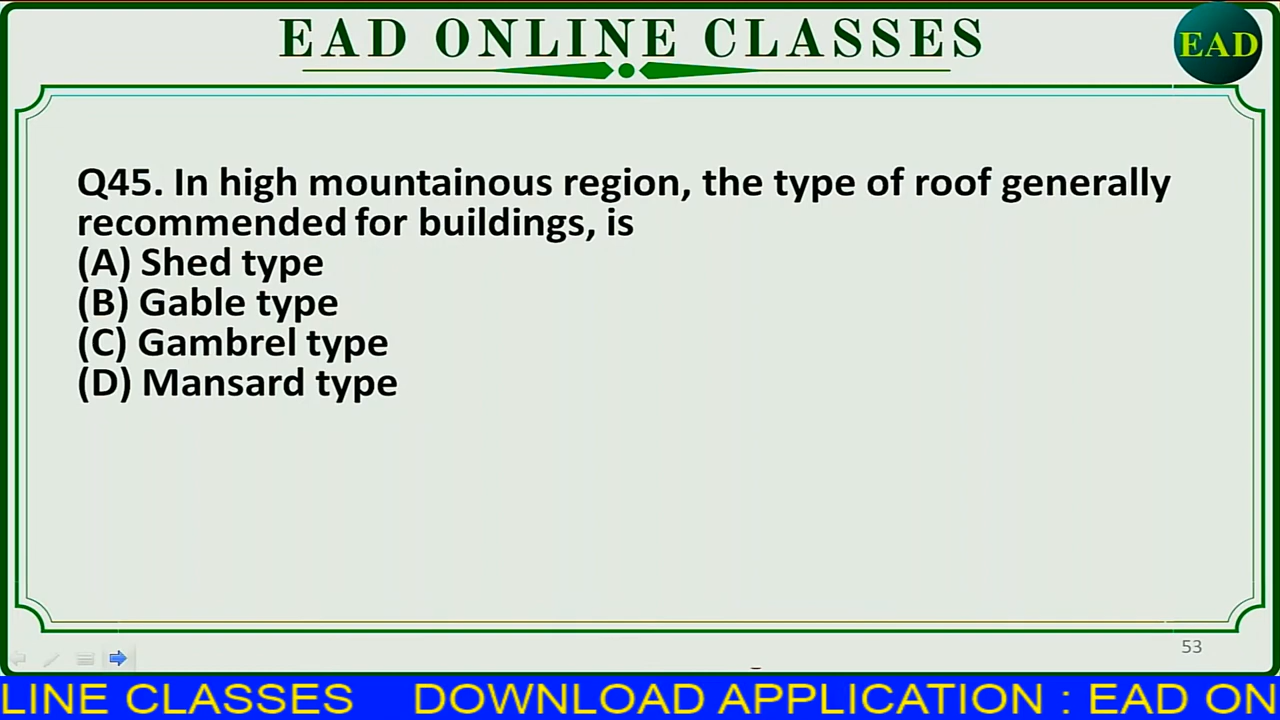 EAD ONLINE CLASSES
EAD
Q45. In high mountainous region, the type of roof generally
recommended for buildings, is
(A) Shed type
(B) Gable type
(C) Gambrel type
(D) Mansard type
53
LINE CLASSES DOWNLOAD APPLICATION : EAD ON